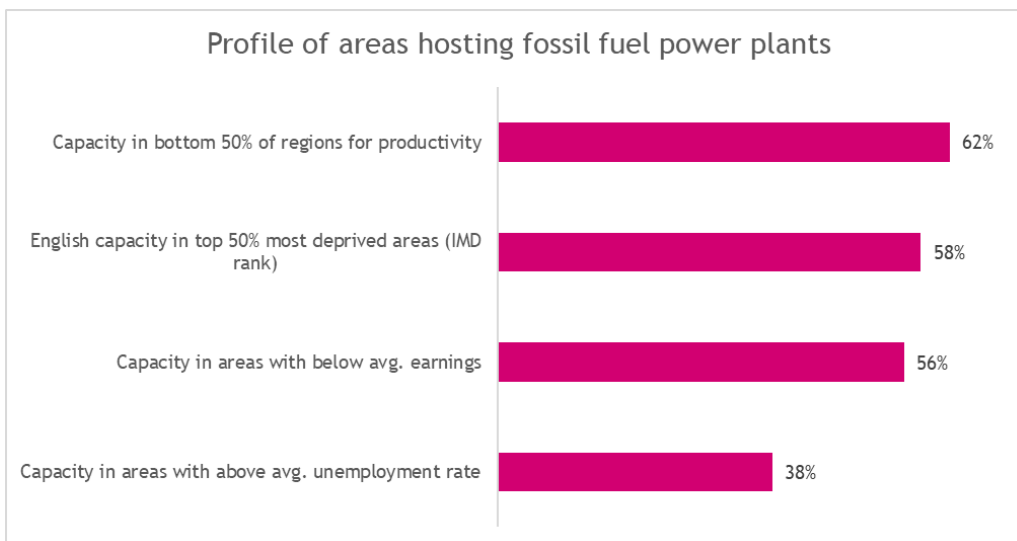 Profile of areas hosting fossil fuel power plants
Capacity in bottom 50% of regions for productivity
62%
English capacity in top 50% most deprived areas (IMD
rank)
58%
Capacity in areas with below avg. earnings
56%
Capacity in areas with above avg. unemployment rate
38%